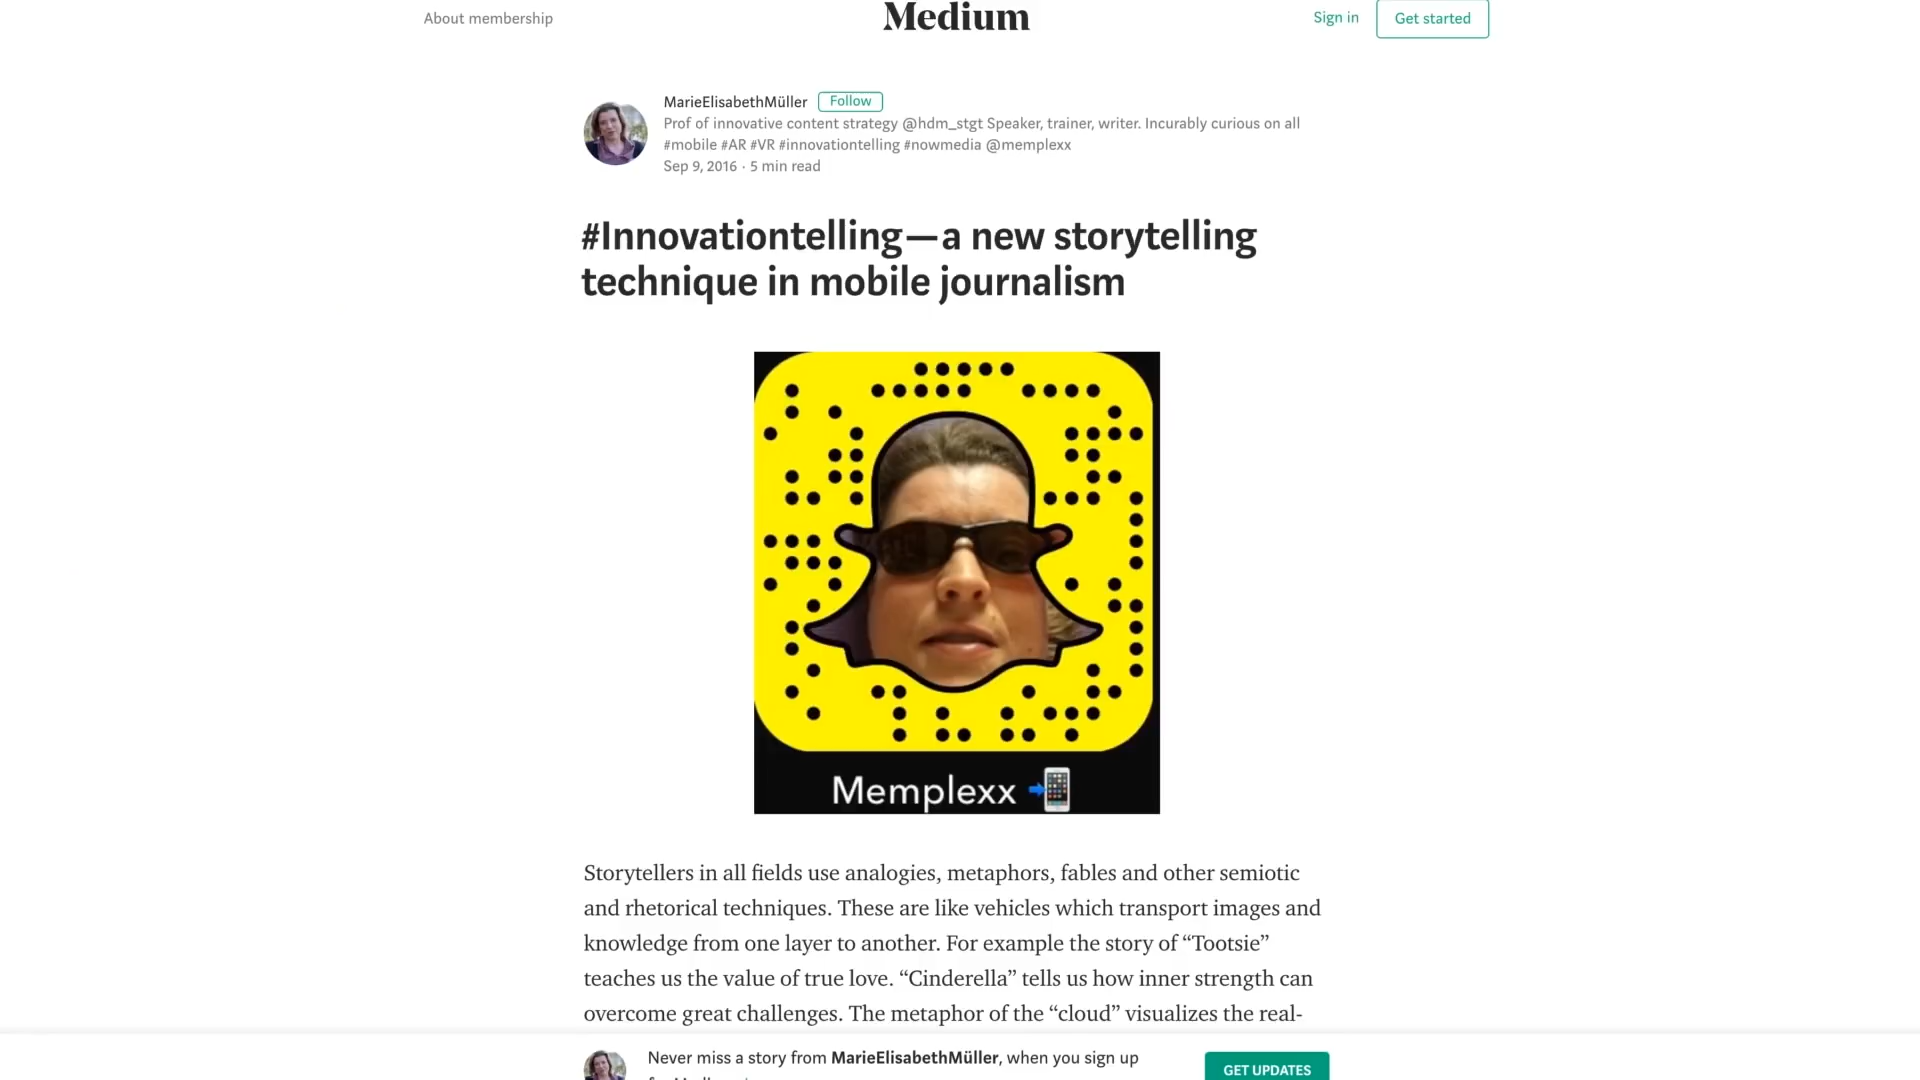 About membership
Medium
Sign in
Get started
MarieElisabethMüller
Follow
Prof of innovative content strategy @hdm_stgt Speaker, trainer, writer. Incurably curious on all
#mobile #AR #VR #innovationtelling #nowmedia @memplexx
Sep 9, 2016 · 5 min read
#Innovationtelling — a new storytelling
technique in mobile journalism
Memplexx
Storytellers in all fields use analogies, metaphors, fables and other semiotic
and rhetorical techniques. These are like vehicles which transport images and
knowledge from one layer to another. For example the story of “Tootsie”
teaches us the value of true love. “Cinderella” tells us how inner strength can
overcome great challenges. The metaphor of the “cloud” visualizes the real-
Never miss a story from MarieElisabethMüller, when you sign up
GET UPDATES